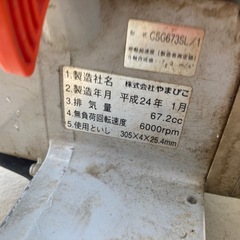 CSG673SL/1
1.製造社名 株式会社やまびこ
2.製造年月 平成24年 1月
3.排気量 67.2cc
4.無負荷回転速度 6000rpm
5.使用といし 305×4×25.4mm